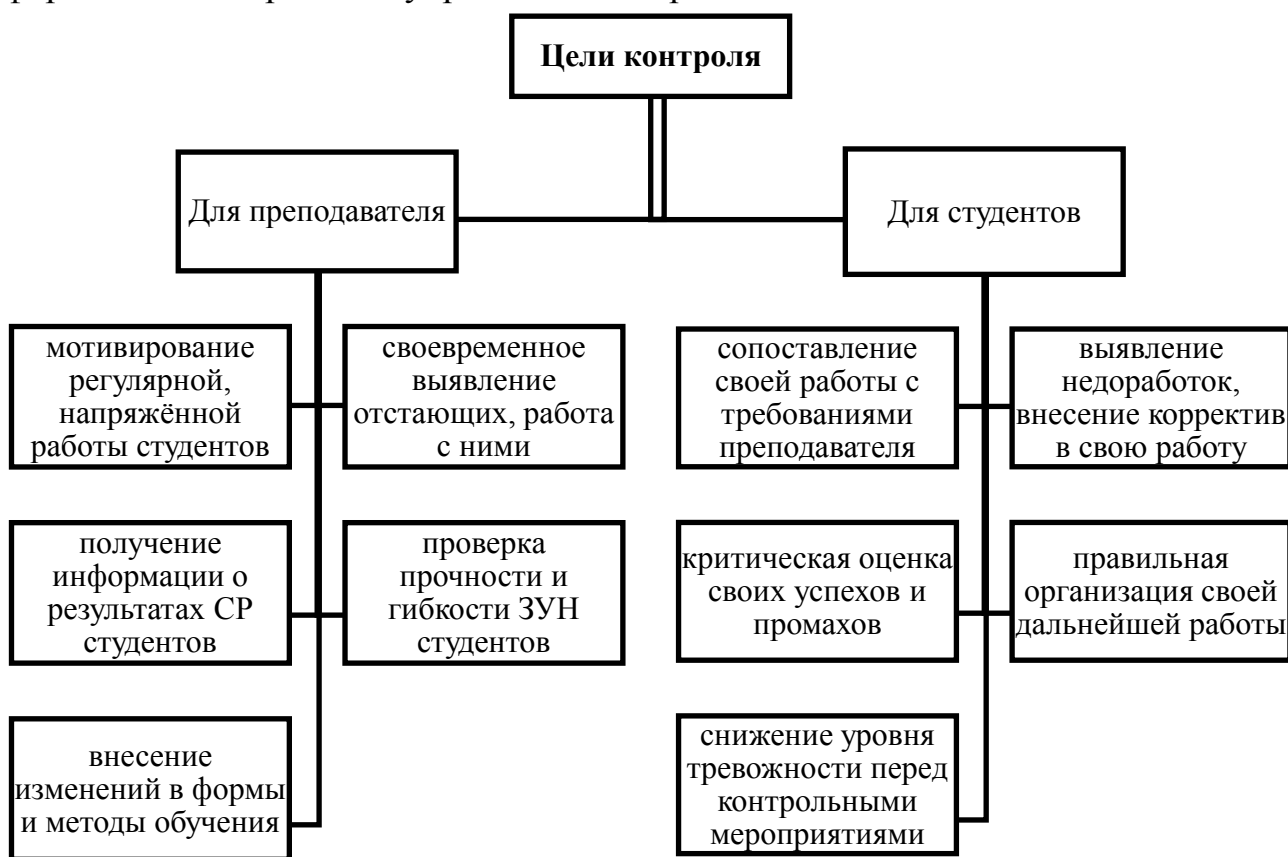 Цели контроля
Для преподавателя
Для студентов
мотивирование
регулярной,
напряжённой
работы студентов
своевременное
выявление
отстающих, работа
с ними
сопоставление
своей работы с
требованиями
преподавателя
выявление
недоработок,
внесение корректив
в свою работу
получение
информации о
результатах СР
студентов
проверка
прочности и
гибкости ЗУН
студентов
критическая оценка
своих успехов и
промахов
правильная
организация своей
дальнейшей работы
внесение
изменений в формы
и методы обучения
снижение уровня
тревожности перед
контрольными
мероприятиями